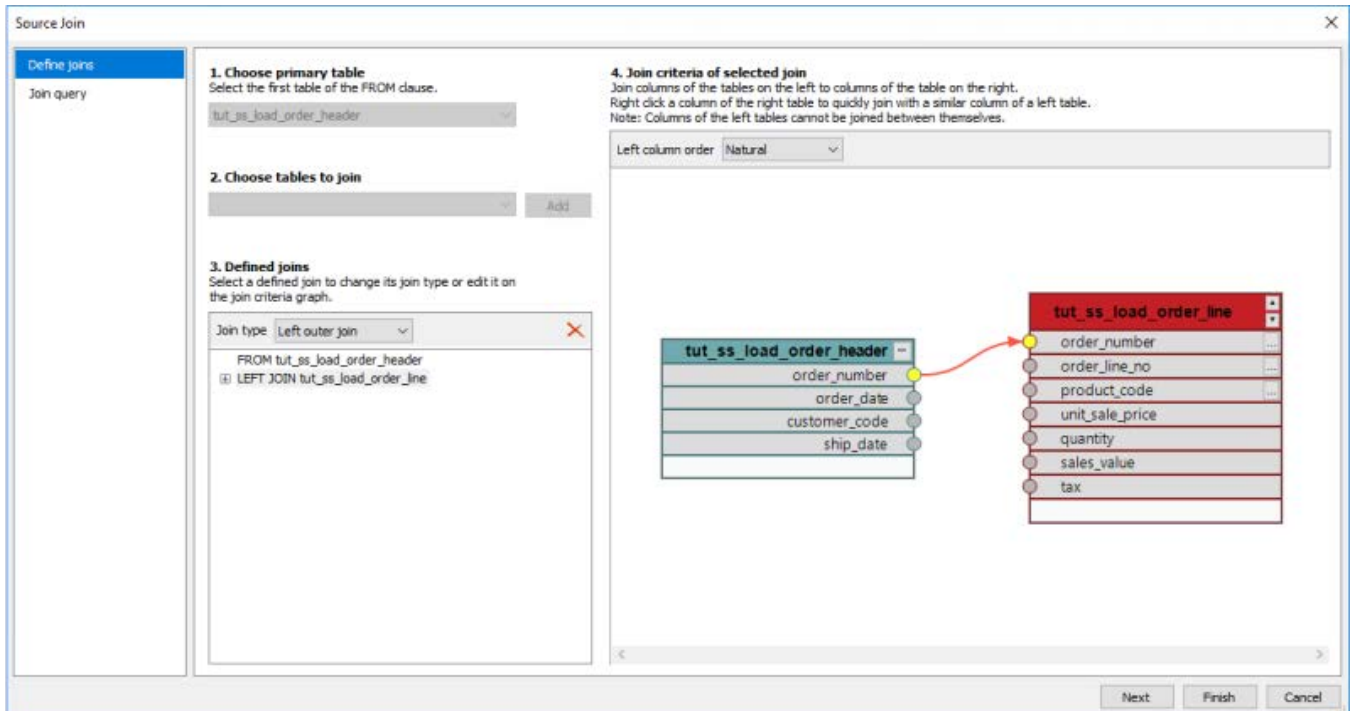 Source Join
Define joins
Join query
1. Choose primary table
Select the first table of the FROM clause.
tut_ss_load_order_header
2. Choose tables to join
Add
3. Defined joins
Select a defined join to change its join type or edit it on
the join criteria graph.
Join type Left outer join
FROM tut_ss_load_order_header
LEFT JOIN tut_ss_load_order_line
4. Join criteria of selected join
Join columns of the tables on the left to columns of the table on the right.
Right click a column of the right table to quickly join with a similar column of a left table.
Note: Columns of the left tables cannot be joined between themselves.
Left column order Natural
tut_ss_load_order_header
order_number
order_date
customer_code
ship_date
tut_ss_load_order_line
order_number
order_line_no
product_code
unit_sale_price
quantity
sales_value
tax
Next Finish Cancel